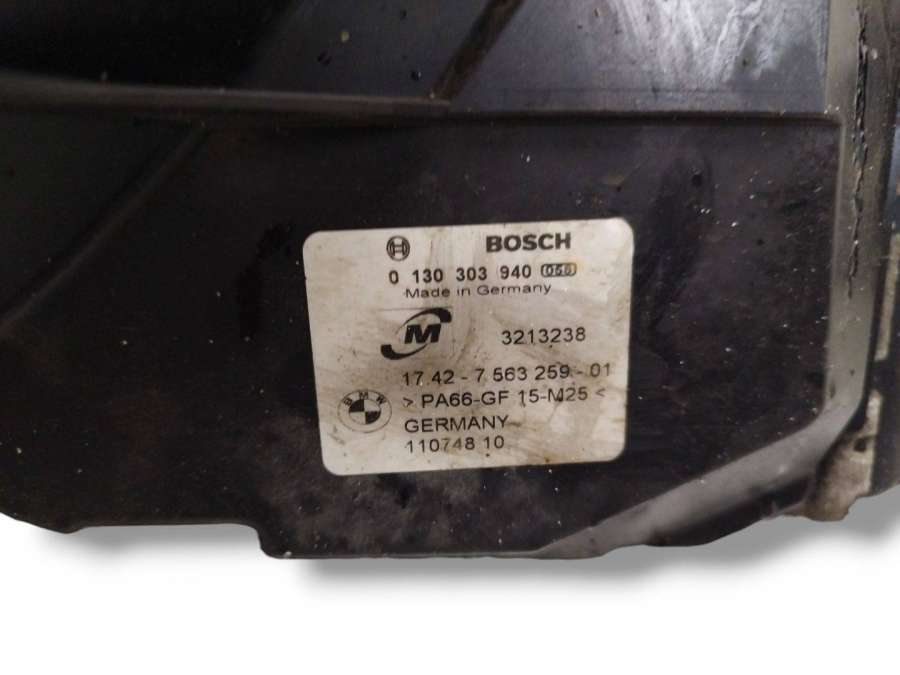 BOSCH
0 130 303 940
Made in Germany
M
3213238
17.42 - 7 563 259 - 01
BMW
> PA66-GF 15-M25 <
GERMANY
110748 10